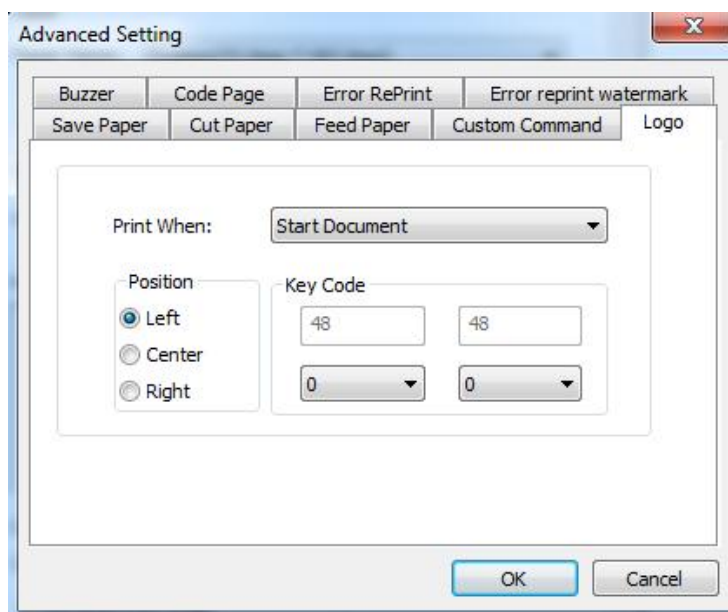 Advanced Setting
Buzzer Code Page Error RePrint Error reprint watermark
Save Paper Cut Paper Feed Paper Custom Command Logo
Print When: Start Document
Position Key Code
Left 48 48
Center
Right 0 0
OK Cancel